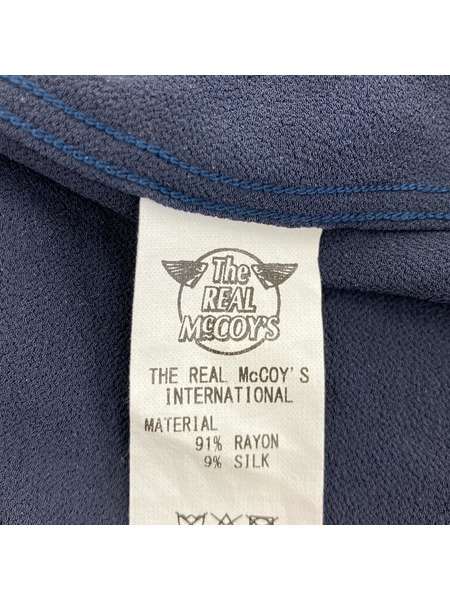 The
REAL
McCOY'S
THE REAL McCOY'S
INTERNATIONAL
MATERIAL
91% RAYON
9% SILK